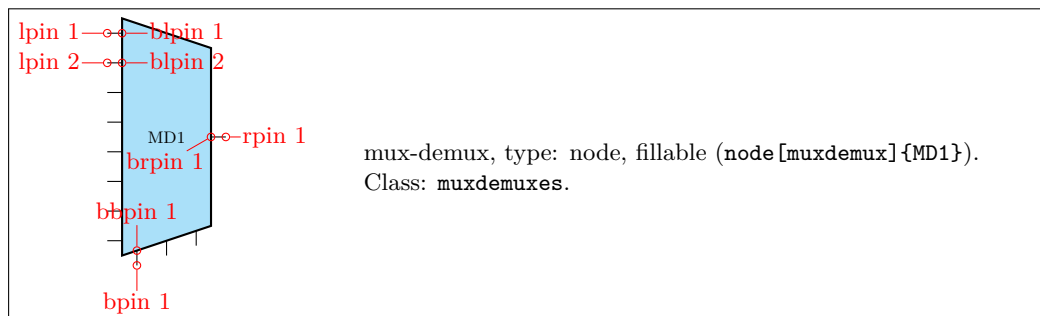 lpin 1 blpin 1
lpin 2 blpin 2
MD1 rpin 1
brpin 1
bbpin 1
bpin 1
mux-demux, type: node, fillable (node[muxdemux]{MD1}).
Class: muxdemuxes.